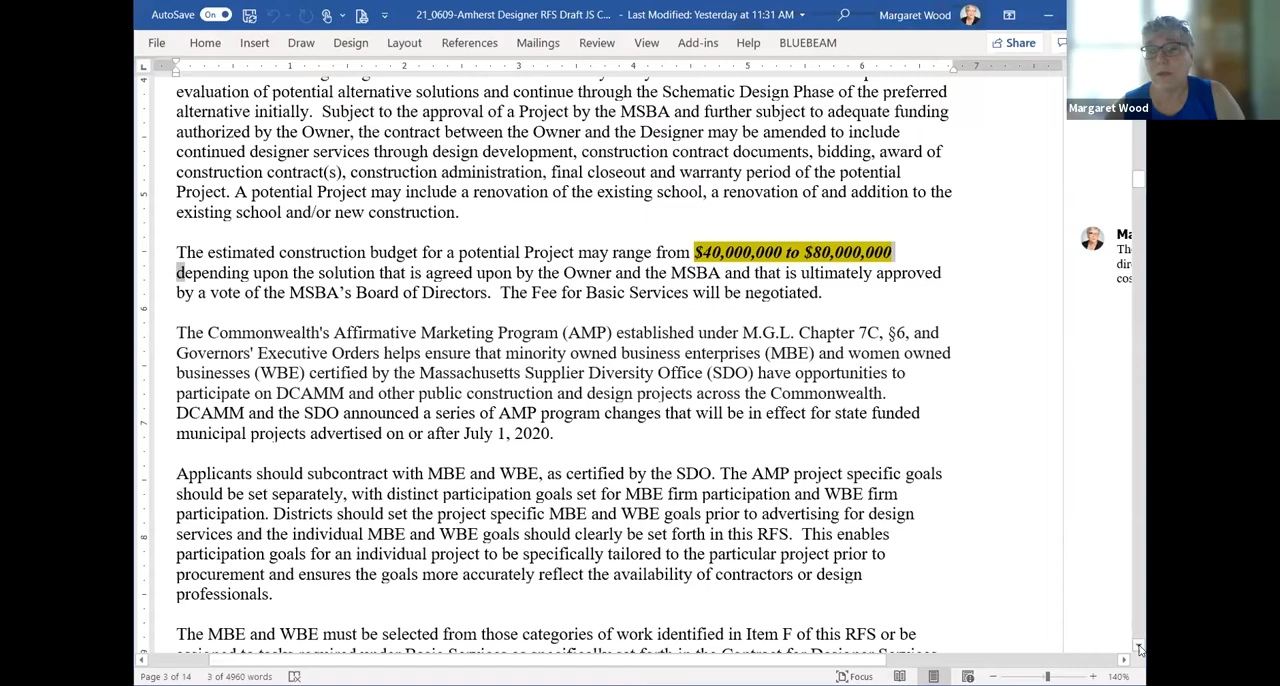 AutoSave On 21_0609-Amherst Designer RFS Draft JS C... - Last Modified: Yesterday at 11:31 AM Margaret Wood
File Home Insert Draw Design Layout References Mailings Review View Add-ins Help BLUEBEAM Share
1 2 3 4 5 6 7
Margaret Wood
evaluation of potential alternative solutions and continue through the Schematic Design Phase of the preferred
alternative initially. Subject to the approval of a Project by the MSBA and further subject to adequate funding
authorized by the Owner, the contract between the Owner and the Designer may be amended to include
continued designer services through design development, construction contract documents, bidding, award of
construction contract(s), construction administration, final closeout and warranty period of the potential
Project. A potential Project may include a renovation of the existing school, a renovation of and addition to the
existing school and/or new construction.
The estimated construction budget for a potential Project may range from $40,000,000 to $80,000,000
depending upon the solution that is agreed upon by the Owner and the MSBA and that is ultimately approved
by a vote of the MSBA's Board of Directors. The Fee for Basic Services will be negotiated.
Ma
Th
dire
cos
The Commonwealth's Affirmative Marketing Program (AMP) established under M.G.L. Chapter 7C, §6, and
Governors' Executive Orders helps ensure that minority owned business enterprises (MBE) and women owned
businesses (WBE) certified by the Massachusetts Supplier Diversity Office (SDO) have opportunities to
participate on DCAMM and other public construction and design projects across the Commonwealth.
DCAMM and the SDO announced a series of AMP program changes that will be in effect for state funded
municipal projects advertised on or after July 1, 2020.
Applicants should subcontract with MBE and WBE, as certified by the SDO. The AMP project specific goals
should be set separately, with distinct participation goals set for MBE firm participation and WBE firm
participation. Districts should set the project specific MBE and WBE goals prior to advertising for design
services and the individual MBE and WBE goals should clearly be set forth in this RFS. This enables
participation goals for an individual project to be specifically tailored to the particular project prior to
procurement and ensures the goals more accurately reflect the availability of contractors or design
professionals.
The MBE and WBE must be selected from those categories of work identified in Item F of this RFS or be
Page 3 of 14 3 of 4960 words Focus 140%